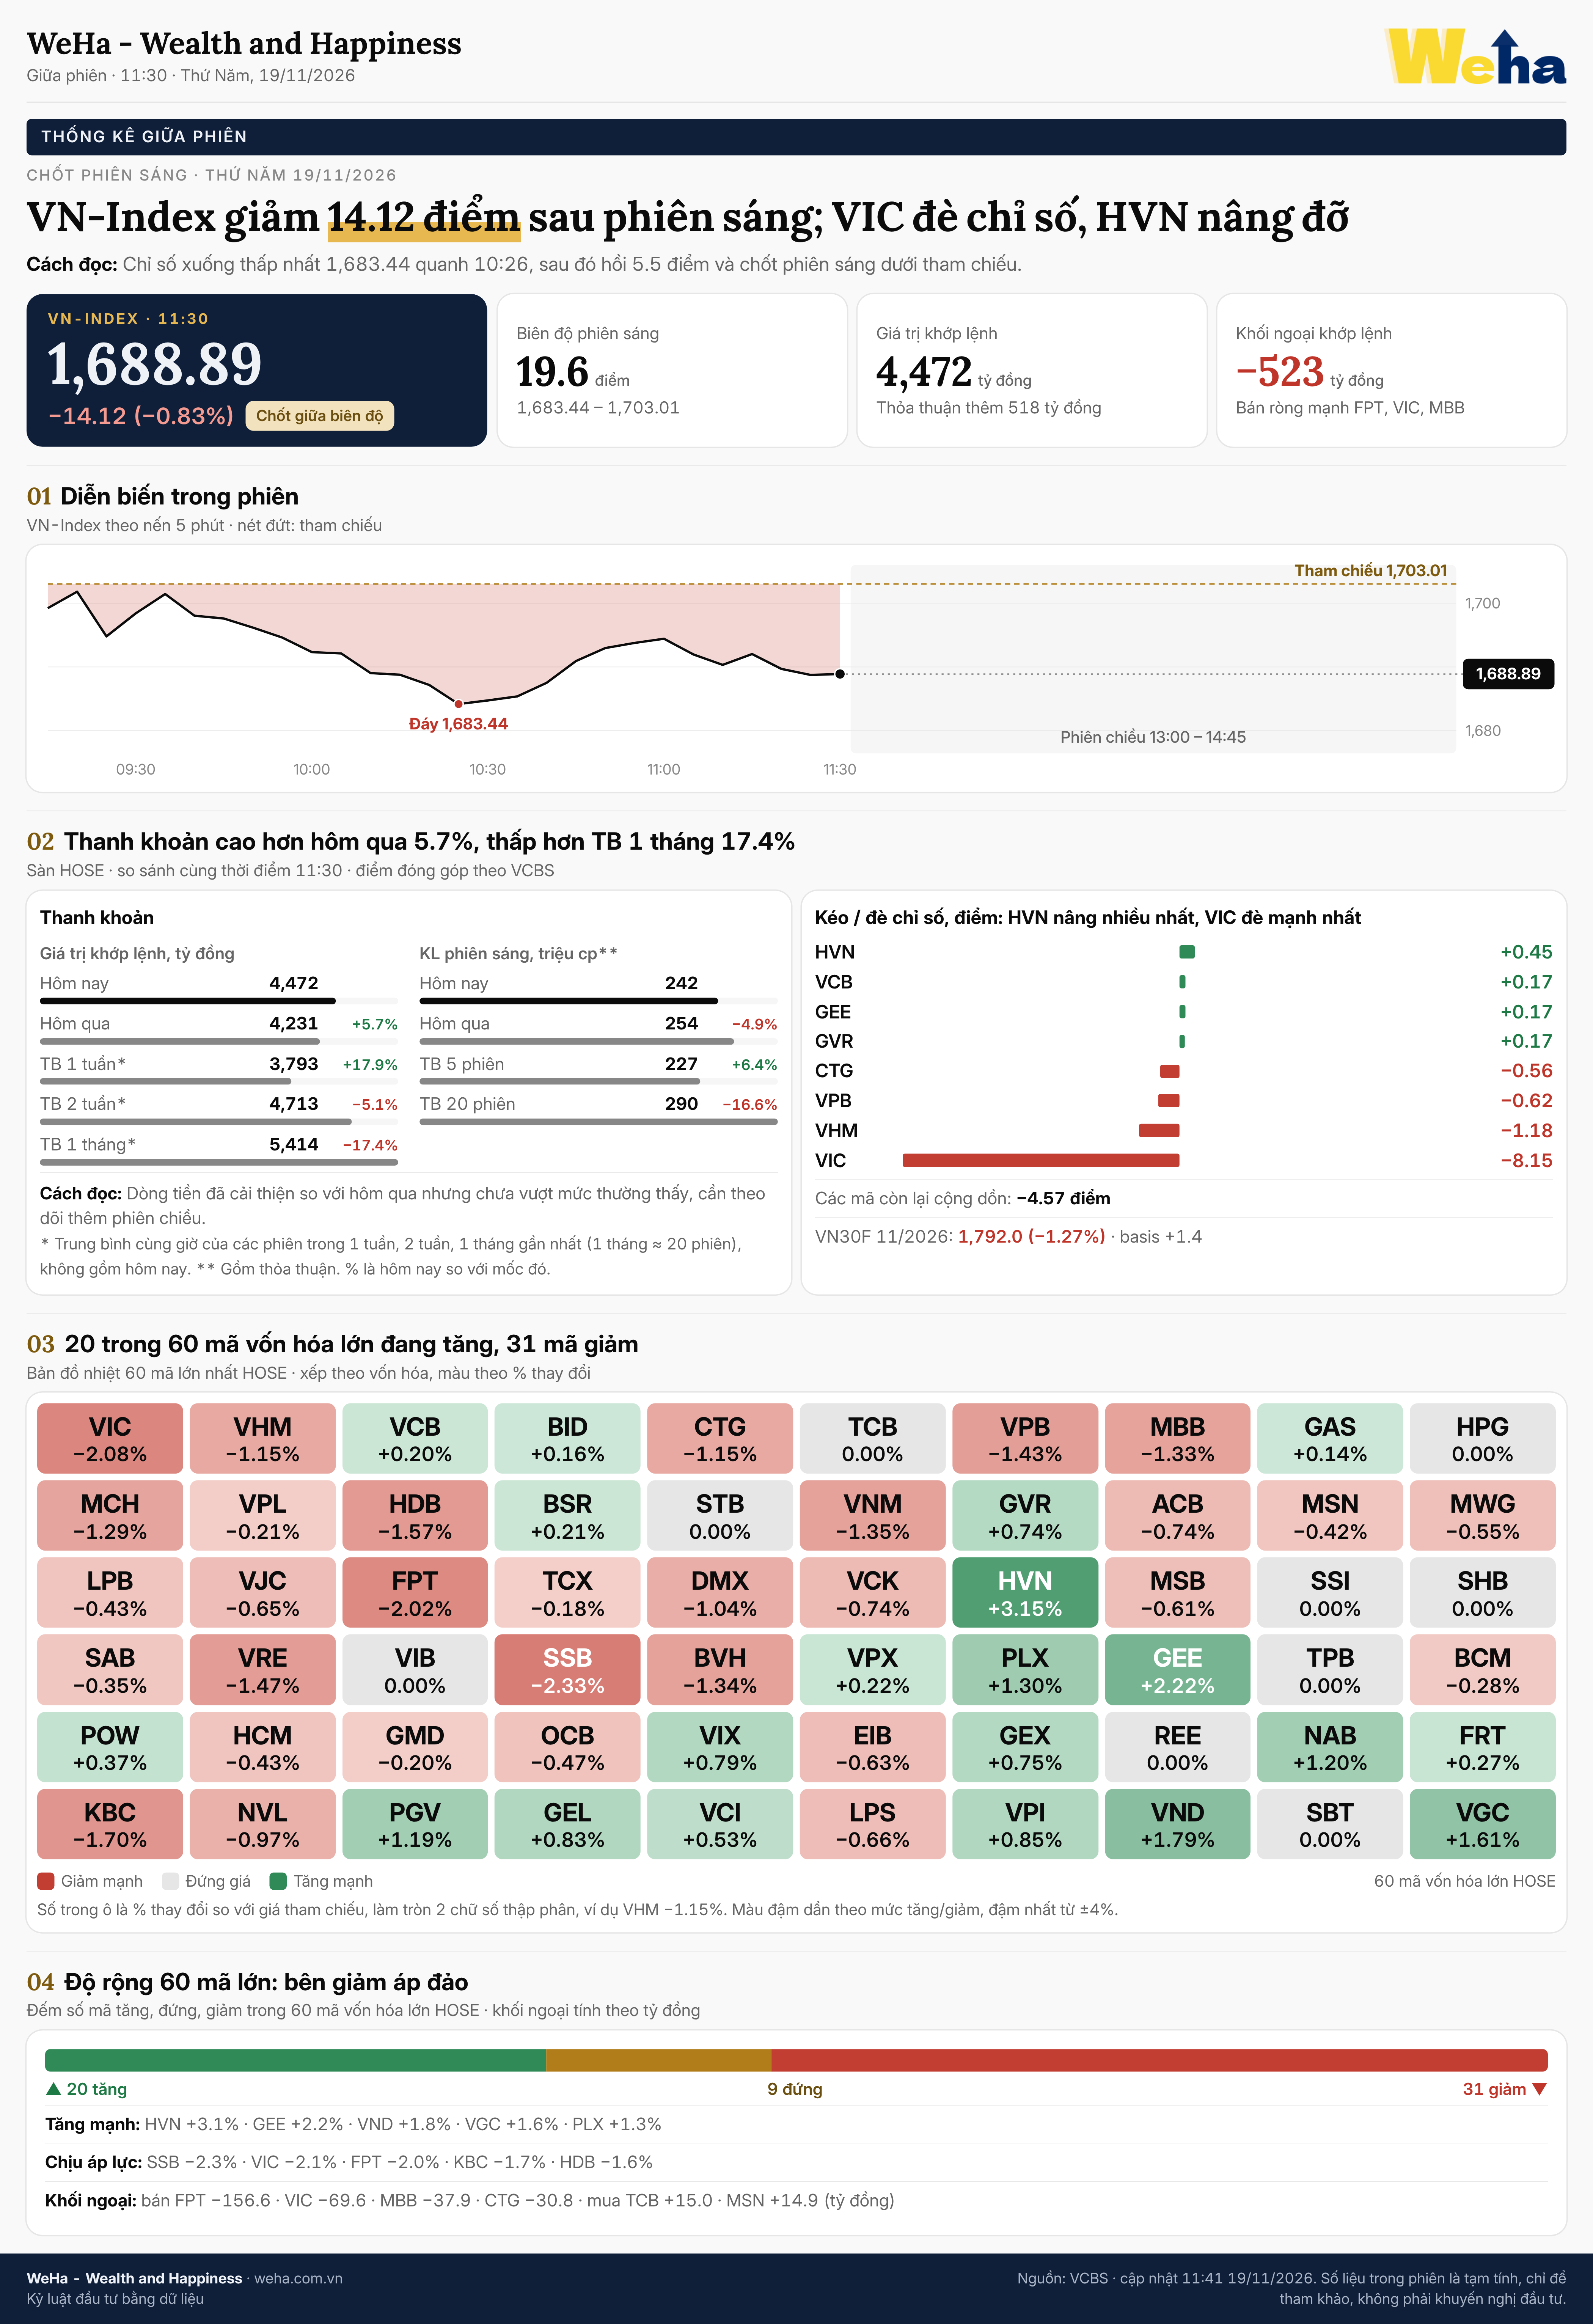 WeHa - Wealth and Happiness
Giữa phiên · 11:30 · Thứ Năm, 19/11/2026
Weha
THỐNG KÊ GIỮA PHIÊN
CHỐT PHIÊN SÁNG · THỨ NĂM 19/11/2026
VN-Index giảm 14.12 điểm sau phiên sáng; VIC đè chỉ số, HVN nâng đỡ
Cách đọc: Chỉ số xuống thấp nhất 1,683.44 quanh 10:26, sau đó hồi 5.5 điểm và chốt phiên sáng dưới tham chiếu.
VN-INDEX · 11:30
1,688.89
−14.12 (−0.83%) Chốt giữa biên độ
Biên độ phiên sáng
19.6 điểm
1,683.44 – 1,703.01
Giá trị khớp lệnh
4,472 tỷ đồng
Thỏa thuận thêm 518 tỷ đồng
Khối ngoại khớp lệnh
−523 tỷ đồng
Bán ròng mạnh FPT, VIC, MBB
01 Diễn biến trong phiên
VN-Index theo nến 5 phút · nét đứt: tham chiếu
Tham chiếu 1,703.01
1,700
1,688.89
Đáy 1,683.44
1,680
Phiên chiều 13:00 – 14:45
09:30 10:00 10:30 11:00 11:30
02 Thanh khoản cao hơn hôm qua 5.7%, thấp hơn TB 1 tháng 17.4%
Sàn HOSE · so sánh cùng thời điểm 11:30 · điểm đóng góp theo VCBS
Thanh khoản
Giá trị khớp lệnh, tỷ đồng
Hôm nay 4,472
Hôm qua 4,231 +5.7%
TB 1 tuần* 3,793 +17.9%
TB 2 tuần* 4,713 −5.1%
TB 1 tháng* 5,414 −17.4%
KL phiên sáng, triệu cp**
Hôm nay 242
Hôm qua 254 −4.9%
TB 5 phiên 227 +6.4%
TB 20 phiên 290 −16.6%
Cách đọc: Dòng tiền đã cải thiện so với hôm qua nhưng chưa vượt mức thường thấy, cần theo
dõi thêm phiên chiều.
* Trung bình cùng giờ của các phiên trong 1 tuần, 2 tuần, 1 tháng gần nhất (1 tháng ≈ 20 phiên),
không gồm hôm nay. ** Gồm thỏa thuận. % là hôm nay so với mốc đó.
Kéo / đè chỉ số, điểm: HVN nâng nhiều nhất, VIC đè mạnh nhất
HVN +0.45
VCB +0.17
GEE +0.17
GVR +0.17
CTG −0.56
VPB −0.62
VHM −1.18
VIC −8.15
Các mã còn lại cộng dồn: −4.57 điểm
VN30F 11/2026: 1,792.0 (−1.27%) · basis +1.4
03 20 trong 60 mã vốn hóa lớn đang tăng, 31 mã giảm
Bản đồ nhiệt 60 mã lớn nhất HOSE · xếp theo vốn hóa, màu theo % thay đổi
VIC VHM VCB BID CTG TCB VPB MBB GAS HPG
−2.08% −1.15% +0.20% +0.16% −1.15% 0.00% −1.43% −1.33% +0.14% 0.00%
MCH VPL HDB BSR STB VNM GVR ACB MSN MWG
−1.29% −0.21% −1.57% +0.21% 0.00% −1.35% +0.74% −0.74% −0.42% −0.55%
LPB VJC FPT TCX DMX VCK HVN MSB SSI SHB
−0.43% −0.65% −2.02% −0.18% −1.04% −0.74% +3.15% −0.61% 0.00% 0.00%
SAB VRE VIB SSB BVH VPX PLX GEE TPB BCM
−0.35% −1.47% 0.00% −2.33% −1.34% +0.22% +1.30% +2.22% 0.00% −0.28%
POW HCM GMD OCB VIX EIB GEX REE NAB FRT
+0.37% −0.43% −0.20% −0.47% +0.79% −0.63% +0.75% 0.00% +1.20% +0.27%
KBC NVL PGV GEL VCI LPS VPI VND SBT VGC
−1.70% −0.97% +1.19% +0.83% +0.53% −0.66% +0.85% +1.79% 0.00% +1.61%
Giảm mạnh Đứng giá Tăng mạnh 60 mã vốn hóa lớn HOSE
Số trong ô là % thay đổi so với giá tham chiếu, làm tròn 2 chữ số thập phân, ví dụ VHM −1.15%. Màu đậm dần theo mức tăng/giảm, đậm nhất từ ±4%.
04 Độ rộng 60 mã lớn: bên giảm áp đảo
Đếm số mã tăng, đứng, giảm trong 60 mã vốn hóa lớn HOSE · khối ngoại tính theo tỷ đồng
▲ 20 tăng 9 đứng 31 giảm ▼
Tăng mạnh: HVN +3.1% · GEE +2.2% · VND +1.8% · VGC +1.6% · PLX +1.3%
Chịu áp lực: SSB −2.3% · VIC −2.1% · FPT −2.0% · KBC −1.7% · HDB −1.6%
Khối ngoại: bán FPT −156.6 · VIC −69.6 · MBB −37.9 · CTG −30.8 · mua TCB +15.0 · MSN +14.9 (tỷ đồng)
WeHa - Wealth and Happiness · weha.com.vn
Kỷ luật đầu tư bằng dữ liệu
Nguồn: VCBS · cập nhật 11:41 19/11/2026. Số liệu trong phiên là tạm tính, chỉ để
tham khảo, không phải khuyến nghị đầu tư.